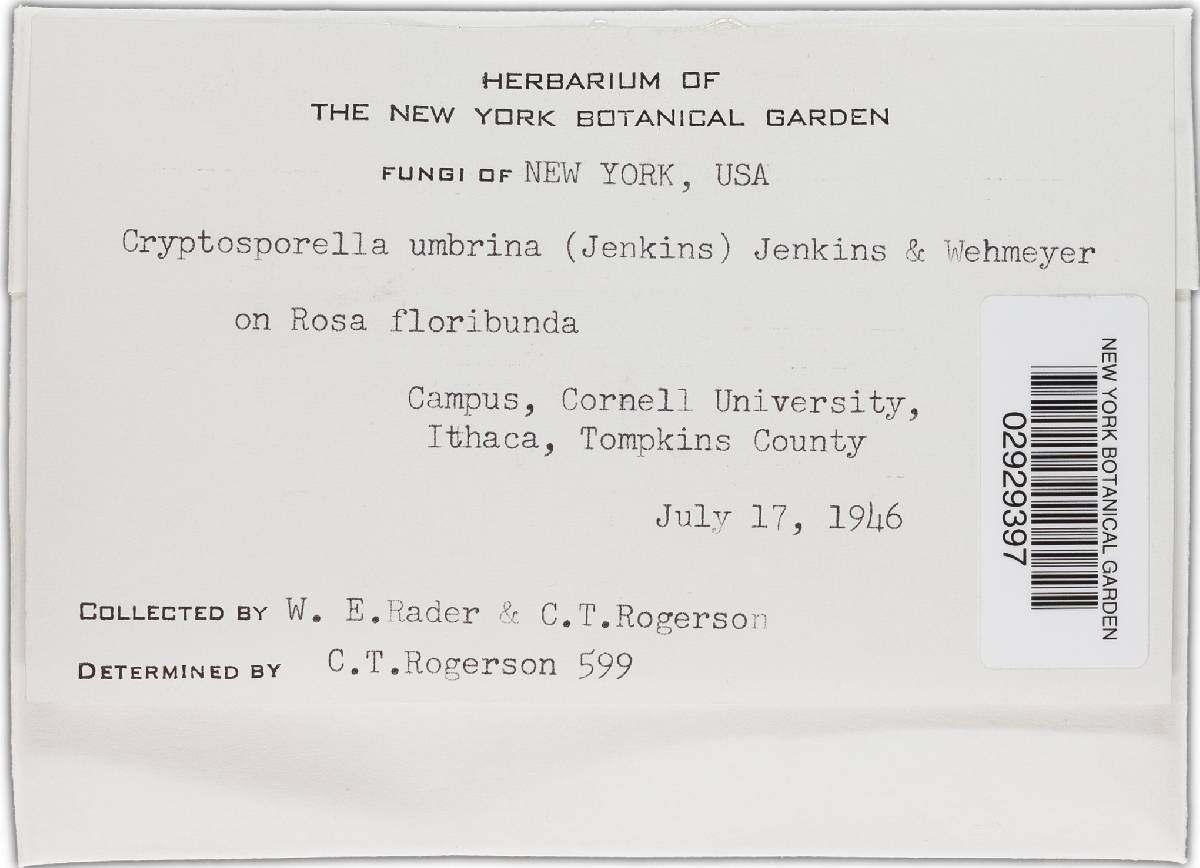 HERBARIUM OF
THE NEW YORK BOTANICAL GARDEN
FUNGI OF NEW YORK, USA
Cryptosporella umbrina (Jenkins) Jenkins & Wehmeyer
on Rosa floribunda
Campus, Cornell University,
Ithaca, Tompkins County
July 17, 1946
COLLECTED BY W. E.Rader & C.T.Rogerson
DETERMINED BY C.T.Rogerson 599
NEW YORK BOTANICAL GARDEN
02929397